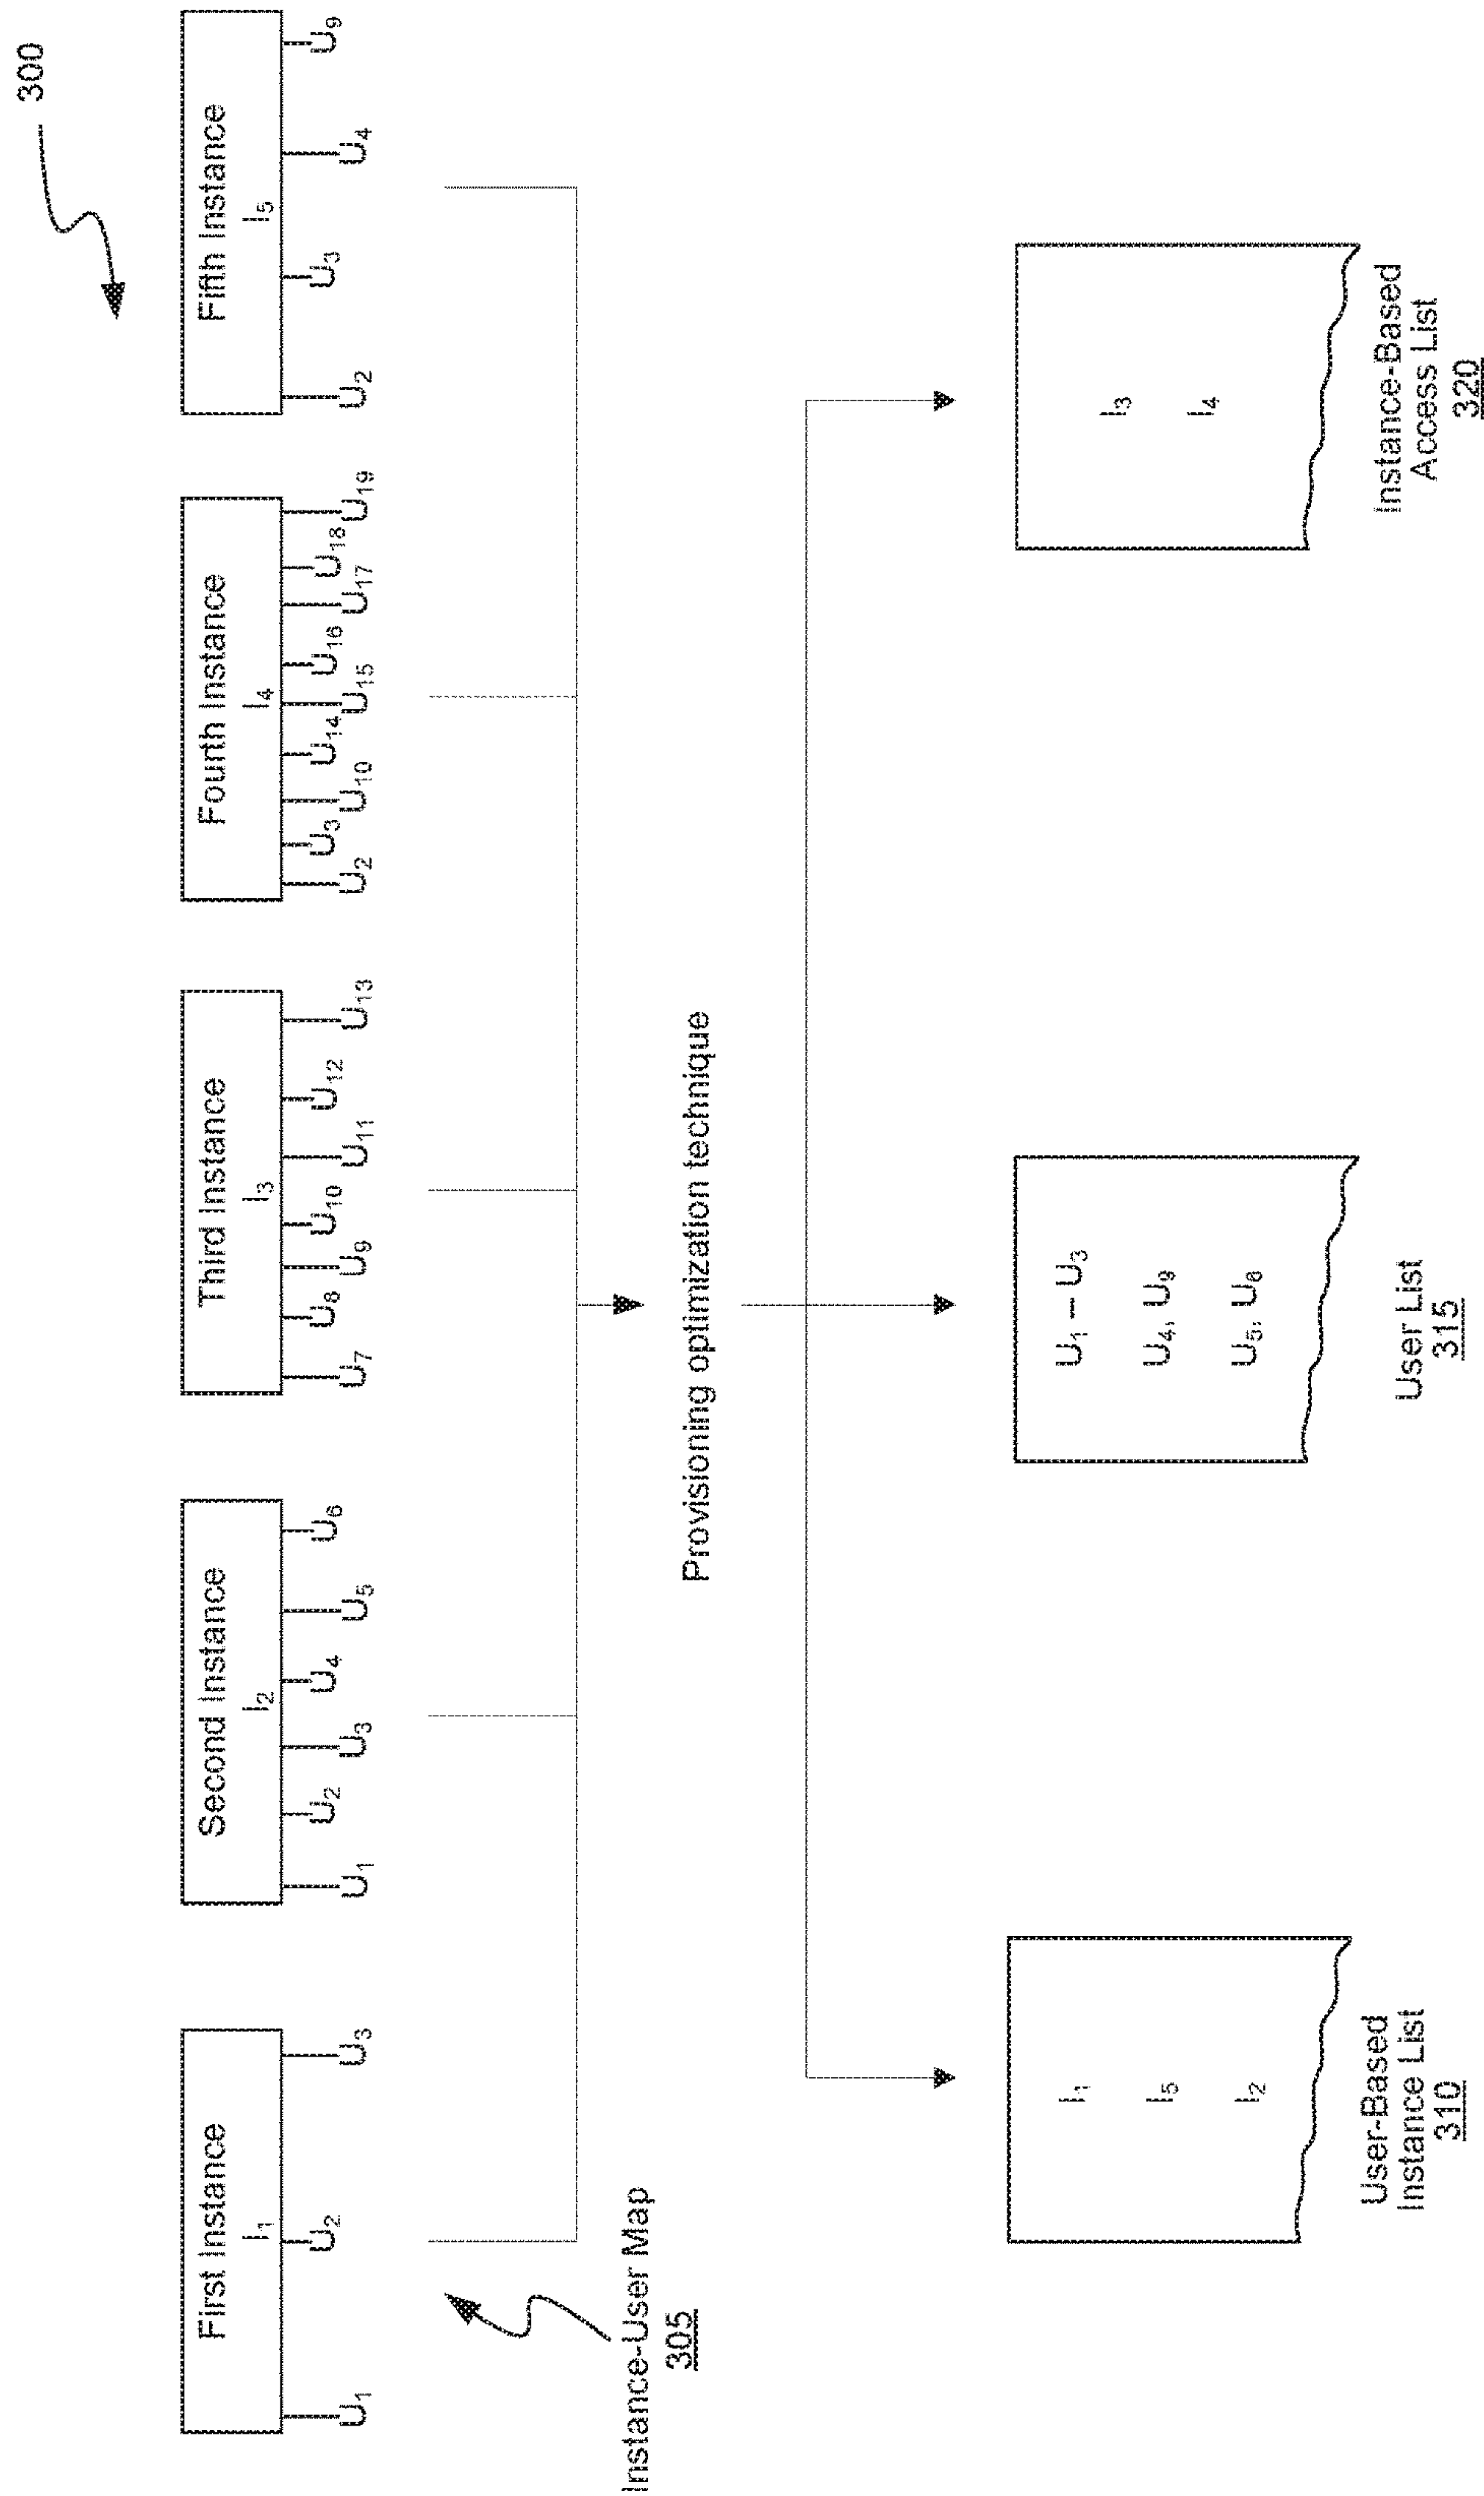 300
First Instance
I1
U1
U2
U3
Second Instance
I2
U1
U2
U3
U4
U5
U6
Third Instance
I3
U7
U8
U9
U10
U11
U12
U13
Fourth Instance
I4
U2
U3
U10
U14
U15
U16
U17
U18
U19
Fifth Instance
I5
U2
U3
U4
U9
Instance-User Map
305
Provisioning optimization technique
I1
I5
I2
User-Based
Instance List
310
U1 – U3
U4, U9
U5, U6
User List
315
I3
I4
Instance-Based
Access List
320